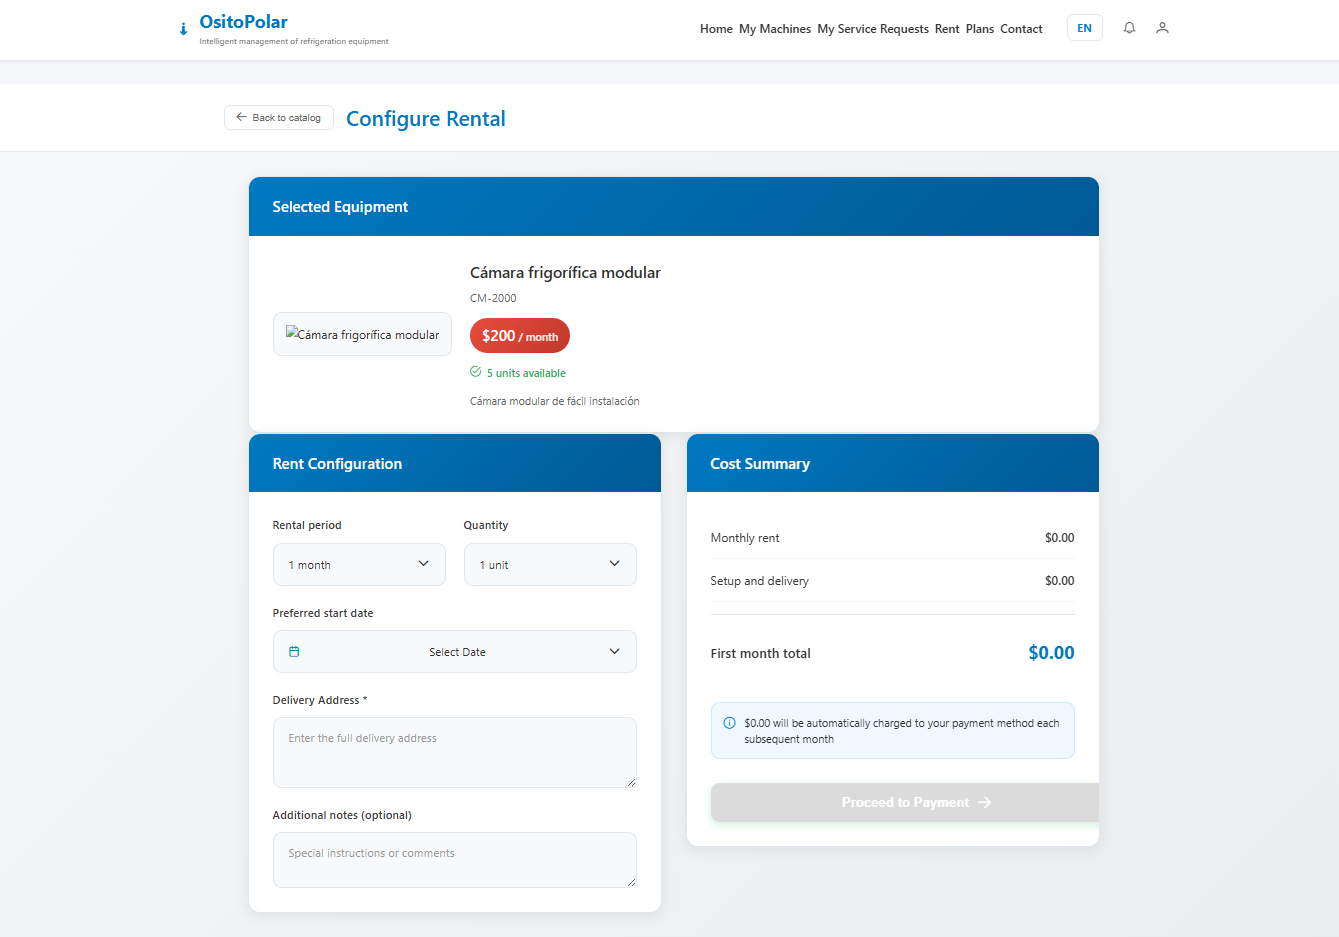 OsitoPolar
Intelligent management of refrigeration equipment
Home My Machines My Service Requests Rent Plans Contact EN
Back to catalog
Configure Rental
Selected Equipment
Cámara frigorífica modular
Cámara frigorífica modular
CM-2000
$200 / month
5 units available
Cámara modular de fácil instalación
Rent Configuration
Rental period Quantity
1 month 1 unit
Preferred start date
Select Date
Delivery Address *
Enter the full delivery address
Additional notes (optional)
Special instructions or comments
Cost Summary
Monthly rent $0.00
Setup and delivery $0.00
First month total $0.00
$0.00 will be automatically charged to your payment method each
subsequent month
Proceed to Payment